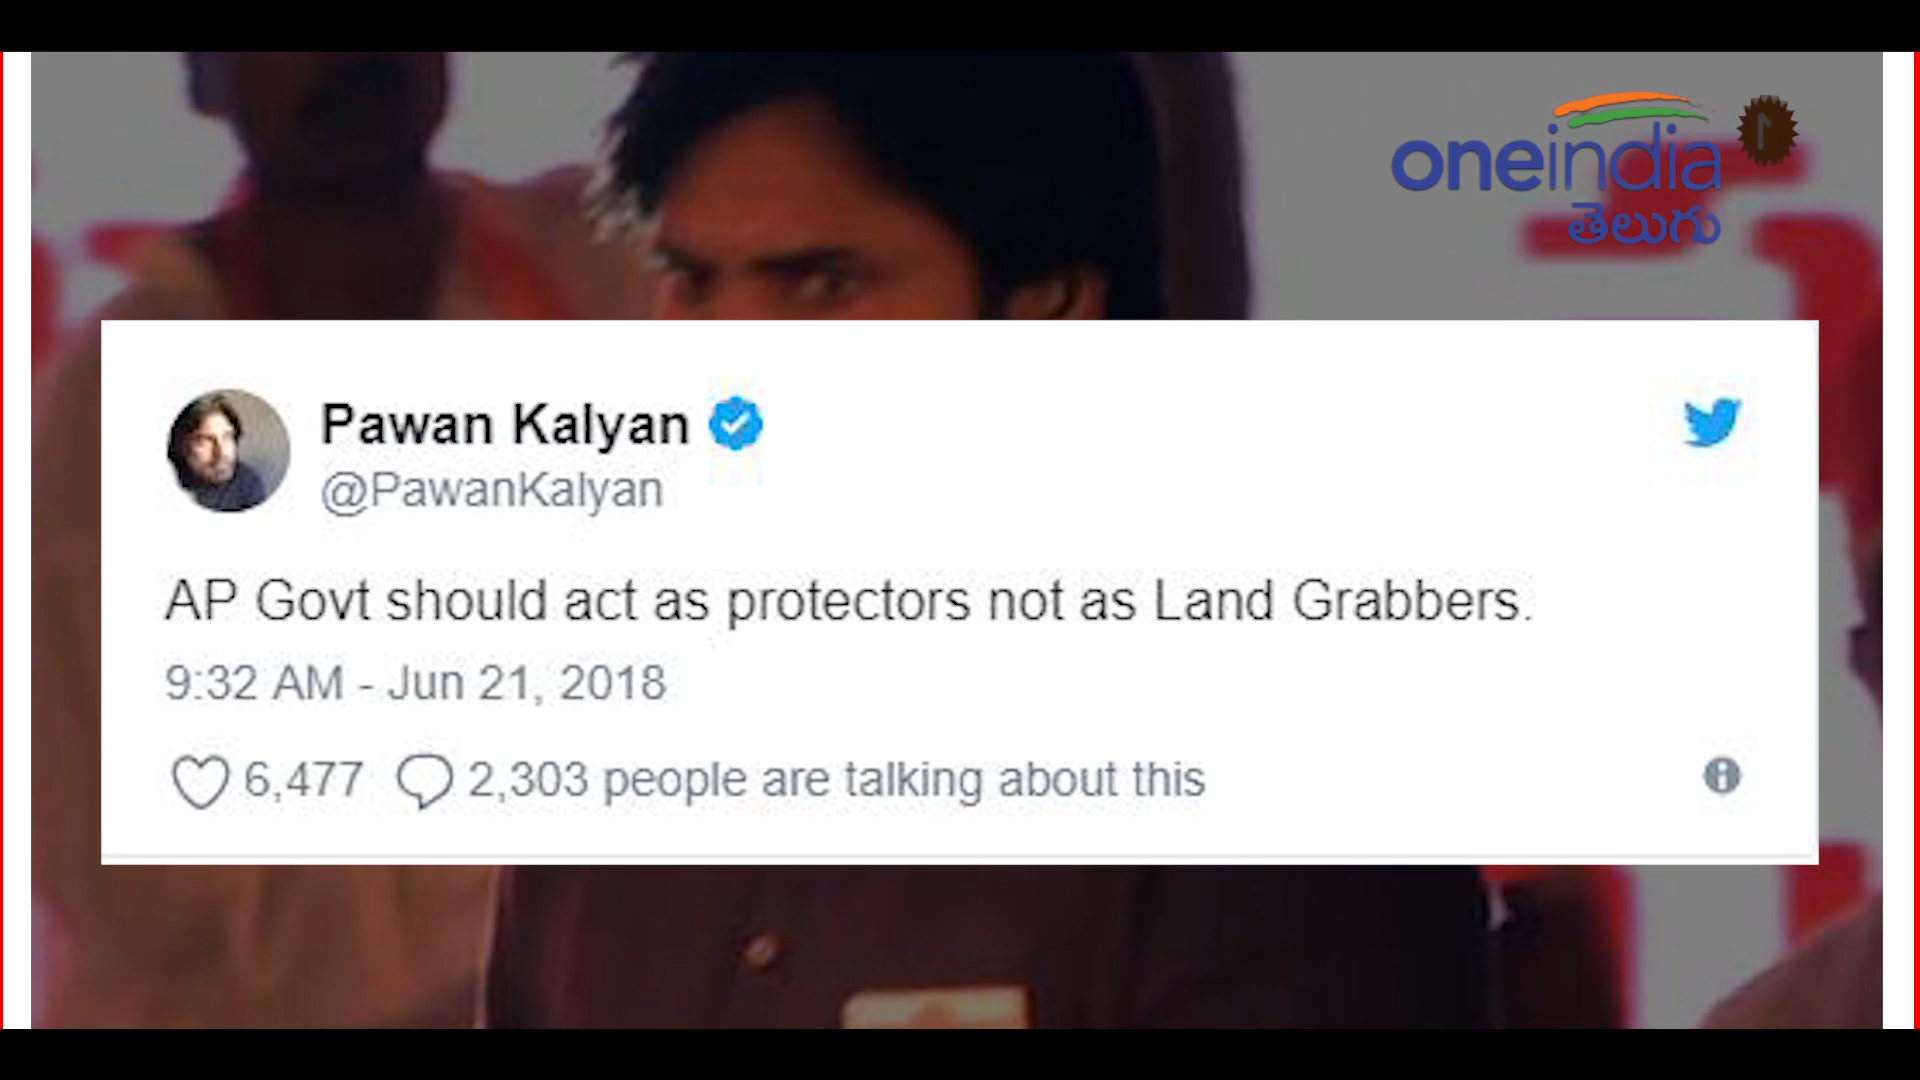 oneindia
తెలుగు
Pawan Kalyan
@PawanKalyan
AP Govt should act as protectors not as Land Grabbers.
9:32 AM - Jun 21, 2018
6,477 2,303 people are talking about this